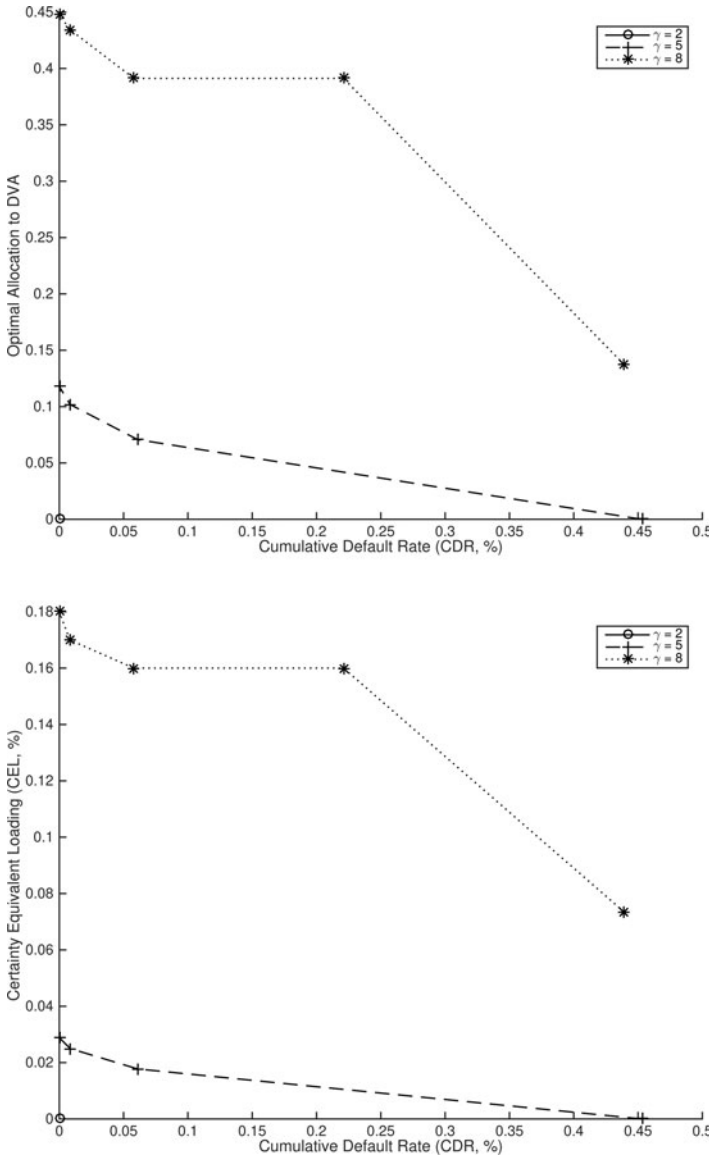 0.45
0.4
0.35
0.3
0.25
0.2
0.15
0.1
0.05
0
Optimal Allocation to DVA
γ = 2
γ = 5
γ = 8
0 0.05 0.1 0.15 0.2 0.25 0.3 0.35 0.4 0.45 0.5
Cumulative Default Rate (CDR, %)
0.18
0.16
0.14
0.12
0.1
0.08
0.06
0.04
0.02
0
Certainty Equivalent Loading (CEL, %)
γ = 2
γ = 5
γ = 8
0 0.05 0.1 0.15 0.2 0.25 0.3 0.35 0.4 0.45 0.5
Cumulative Default Rate (CDR, %)